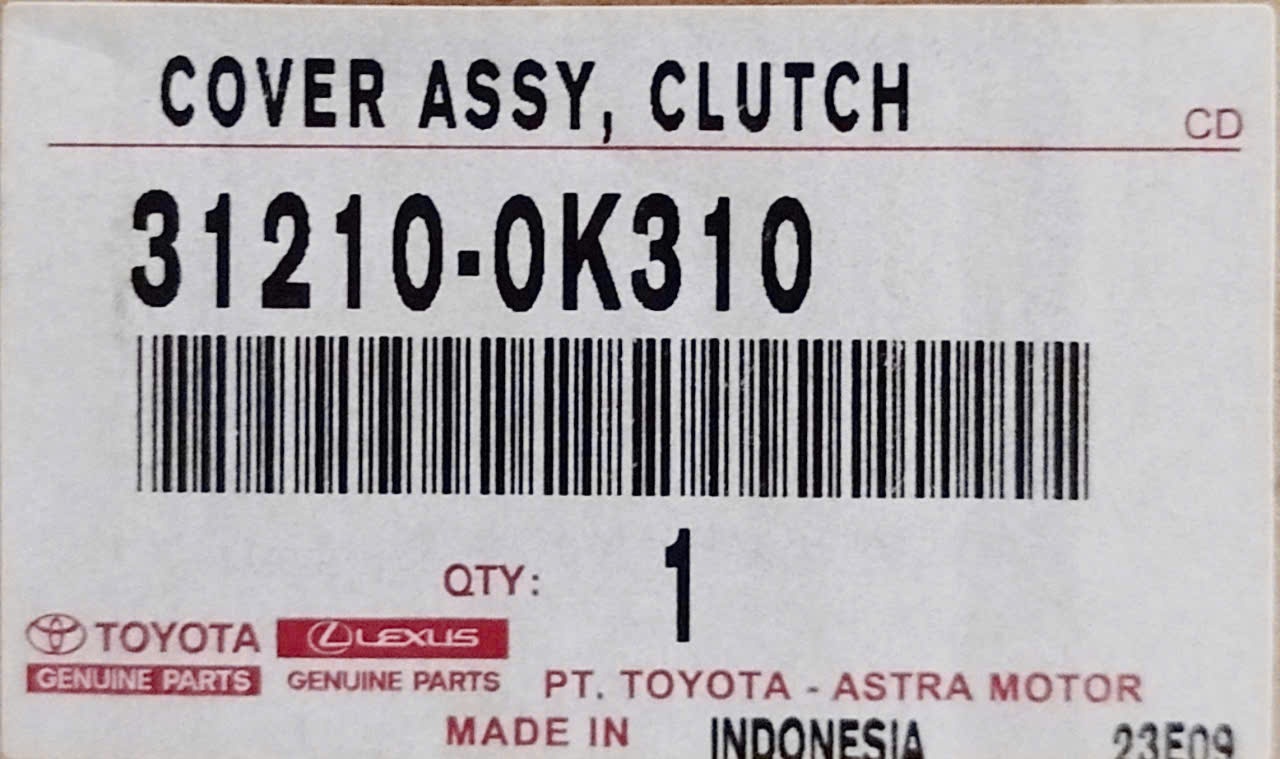 COVER ASSY, CLUTCH
CD
31210-0K310
QTY: 1
TOYOTA LEXUS
GENUINE PARTS GENUINE PARTS PT. TOYOTA - ASTRA MOTOR
MADE IN INDONESIA 23E09